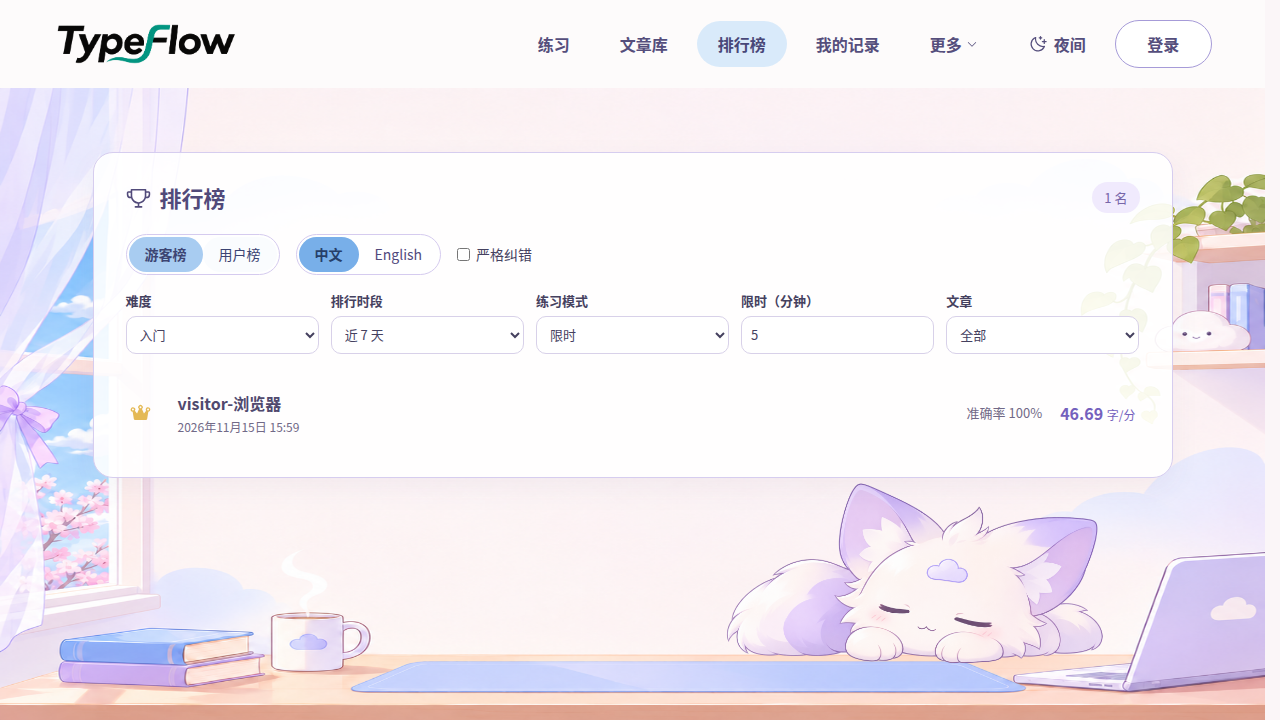 TypeFlow
练习 文章库 排行榜 我的记录 更多 夜间 登录
排行榜 1 名
游客榜 用户榜 中文 English 严格纠错
难度 排行时段 练习模式 限时（分钟） 文章
入门 近 7 天 限时 5 全部
visitor-浏览器
2026年11月15日 15:59
准确率 100% 46.69 字/分